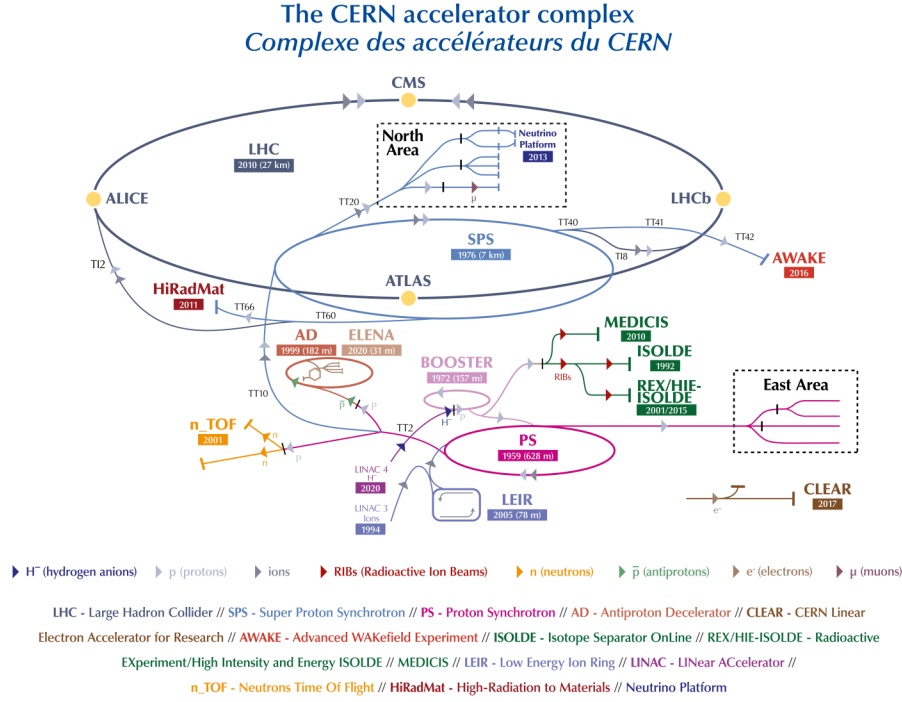 The CERN accelerator complex
Complexe des accélérateurs du CERN
CMS
North
Area
Neutrino
Platform
2013
LHC
2010 (27 km)
μ
ALICE
LHCb
TT20
TT40
TT41
TT42
SPS
1976 (7 km)
TI8
AWAKE
2016
TI2
ATLAS
HiRadMat
2011
TT66
TT60
AD
1999 (182 m)
ELENA
2020 (31 m)
MEDICIS
2010
BOOSTER
1972 (157 m)
ISOLDE
1992
RIBs
REX/HIE-
ISOLDE
2001/2015
East Area
TT10
p̄
p
H⁻
p
n_TOF
2001
n
n
p
TT2
PS
1959 (628 m)
LINAC 4
H⁻
2020
LINAC 3
Ions
1994
LEIR
2005 (78 m)
CLEAR
2017
e⁻
H⁻ (hydrogen anions)
p (protons)
ions
RIBs (Radioactive Ion Beams)
n (neutrons)
p̄ (antiprotons)
e⁻ (electrons)
μ (muons)
LHC - Large Hadron Collider // SPS - Super Proton Synchrotron // PS - Proton Synchrotron // AD - Antiproton Decelerator // CLEAR - CERN Linear
Electron Accelerator for Research // AWAKE - Advanced WAKefield Experiment // ISOLDE - Isotope Separator OnLine // REX/HIE-ISOLDE - Radioactive
EXperiment/High Intensity and Energy ISOLDE // MEDICIS // LEIR - Low Energy Ion Ring // LINAC - LINear ACcelerator //
n_TOF - Neutrons Time Of Flight // HiRadMat - High-Radiation to Materials // Neutrino Platform